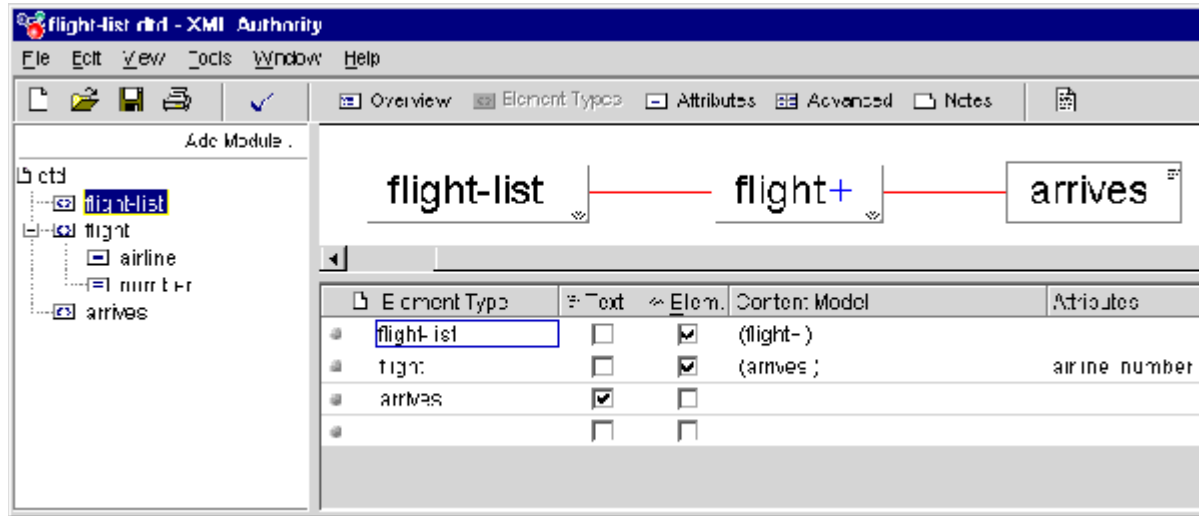 flight-list dtd - XML Authority
File Edit View Tools Window Help
Overview Element Types Attributes Advanced Notes
Add Module .
dtd
flight-list
flight
airline
number
arrives
flight-list flight+ arrives
Element Type Text Elem. Content Model Attributes
flight-list (flight+)
flight (arrives) airline number
arrives